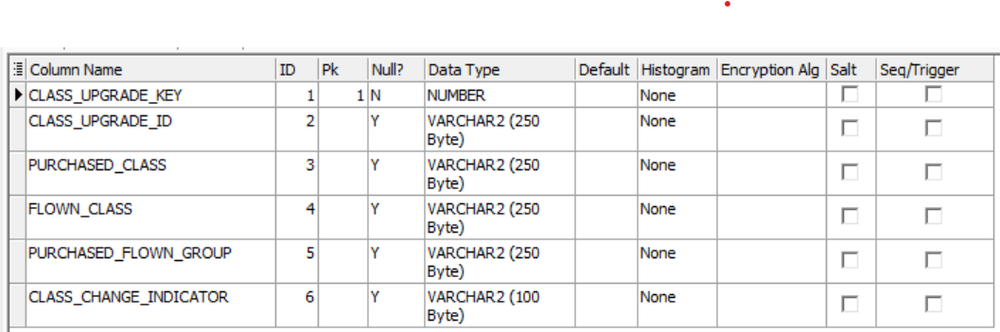 Column Name ID Pk Null? Data Type Default Histogram Encryption Alg Salt Seq/Trigger
CLASS_UPGRADE_KEY 1 1 N NUMBER None
CLASS_UPGRADE_ID 2 Y VARCHAR2 (250 None
Byte)
PURCHASED_CLASS 3 Y VARCHAR2 (250 None
Byte)
FLOWN_CLASS 4 Y VARCHAR2 (250 None
Byte)
PURCHASED_FLOWN_GROUP 5 Y VARCHAR2 (250 None
Byte)
CLASS_CHANGE_INDICATOR 6 Y VARCHAR2 (100 None
Byte)